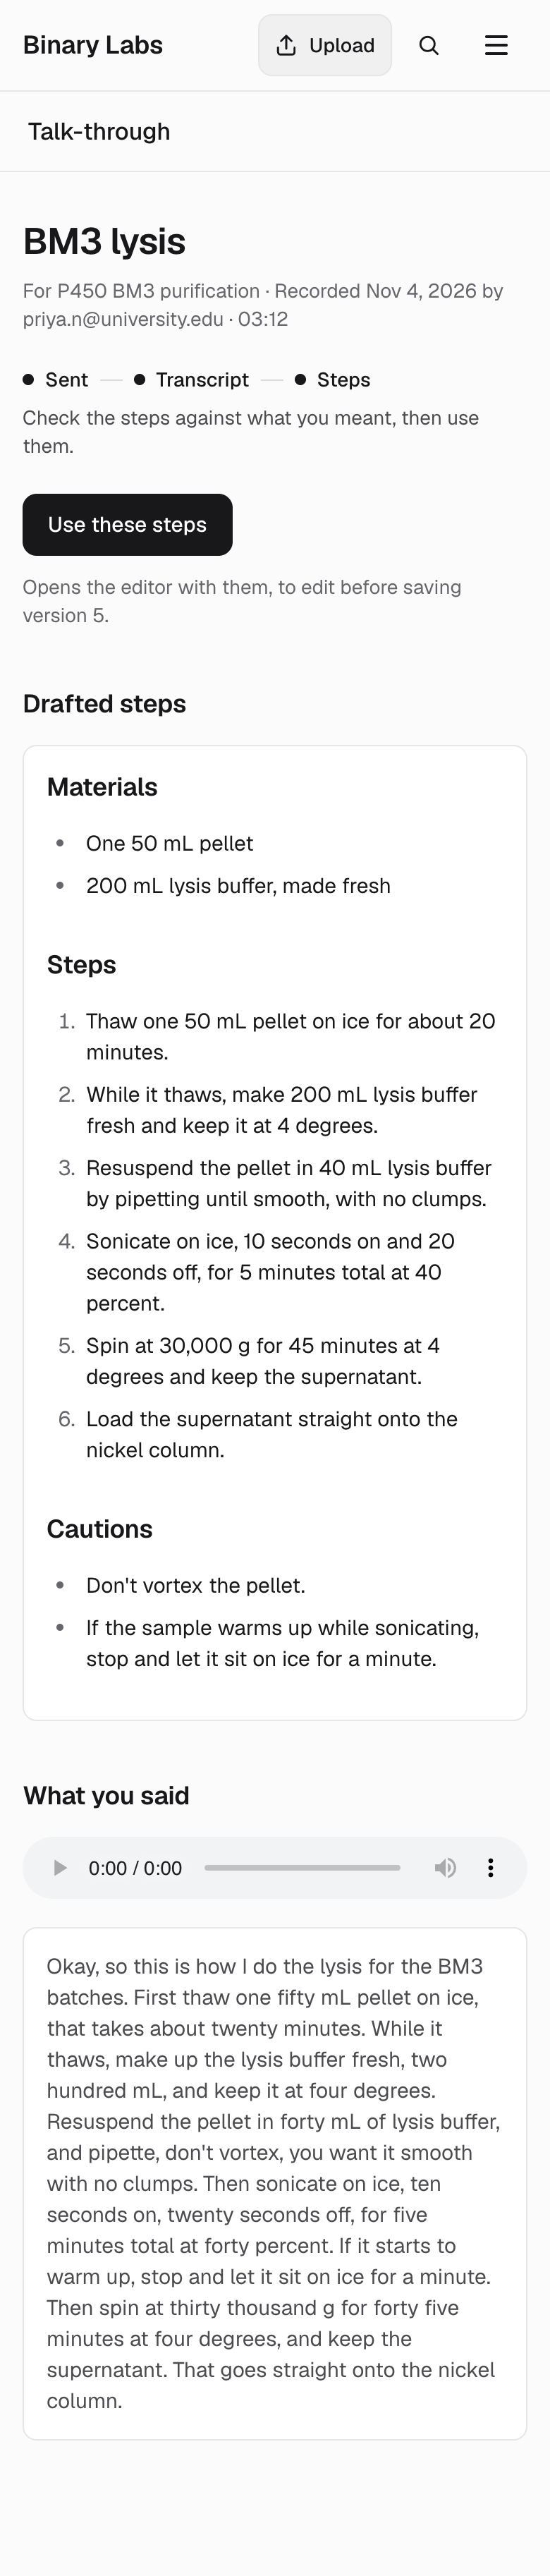 Binary Labs
Upload
Talk-through
BM3 lysis
For P450 BM3 purification · Recorded Nov 4, 2026 by
priya.n@university.edu · 03:12
Sent
Transcript
Steps
Check the steps against what you meant, then use
them.
Use these steps
Opens the editor with them, to edit before saving
version 5.
Drafted steps
Materials
• One 50 mL pellet
• 200 mL lysis buffer, made fresh
Steps
1. Thaw one 50 mL pellet on ice for about 20
minutes.
2. While it thaws, make 200 mL lysis buffer
fresh and keep it at 4 degrees.
3. Resuspend the pellet in 40 mL lysis buffer
by pipetting until smooth, with no clumps.
4. Sonicate on ice, 10 seconds on and 20
seconds off, for 5 minutes total at 40
percent.
5. Spin at 30,000 g for 45 minutes at 4
degrees and keep the supernatant.
6. Load the supernatant straight onto the
nickel column.
Cautions
• Don't vortex the pellet.
• If the sample warms up while sonicating,
stop and let it sit on ice for a minute.
What you said
0:00 / 0:00
Okay, so this is how I do the lysis for the BM3
batches. First thaw one fifty mL pellet on ice,
that takes about twenty minutes. While it
thaws, make up the lysis buffer fresh, two
hundred mL, and keep it at four degrees.
Resuspend the pellet in forty mL of lysis buffer,
and pipette, don't vortex, you want it smooth
with no clumps. Then sonicate on ice, ten
seconds on, twenty seconds off, for five
minutes total at forty percent. If it starts to
warm up, stop and let it sit on ice for a minute.
Then spin at thirty thousand g for forty five
minutes at four degrees, and keep the
supernatant. That goes straight onto the nickel
column.